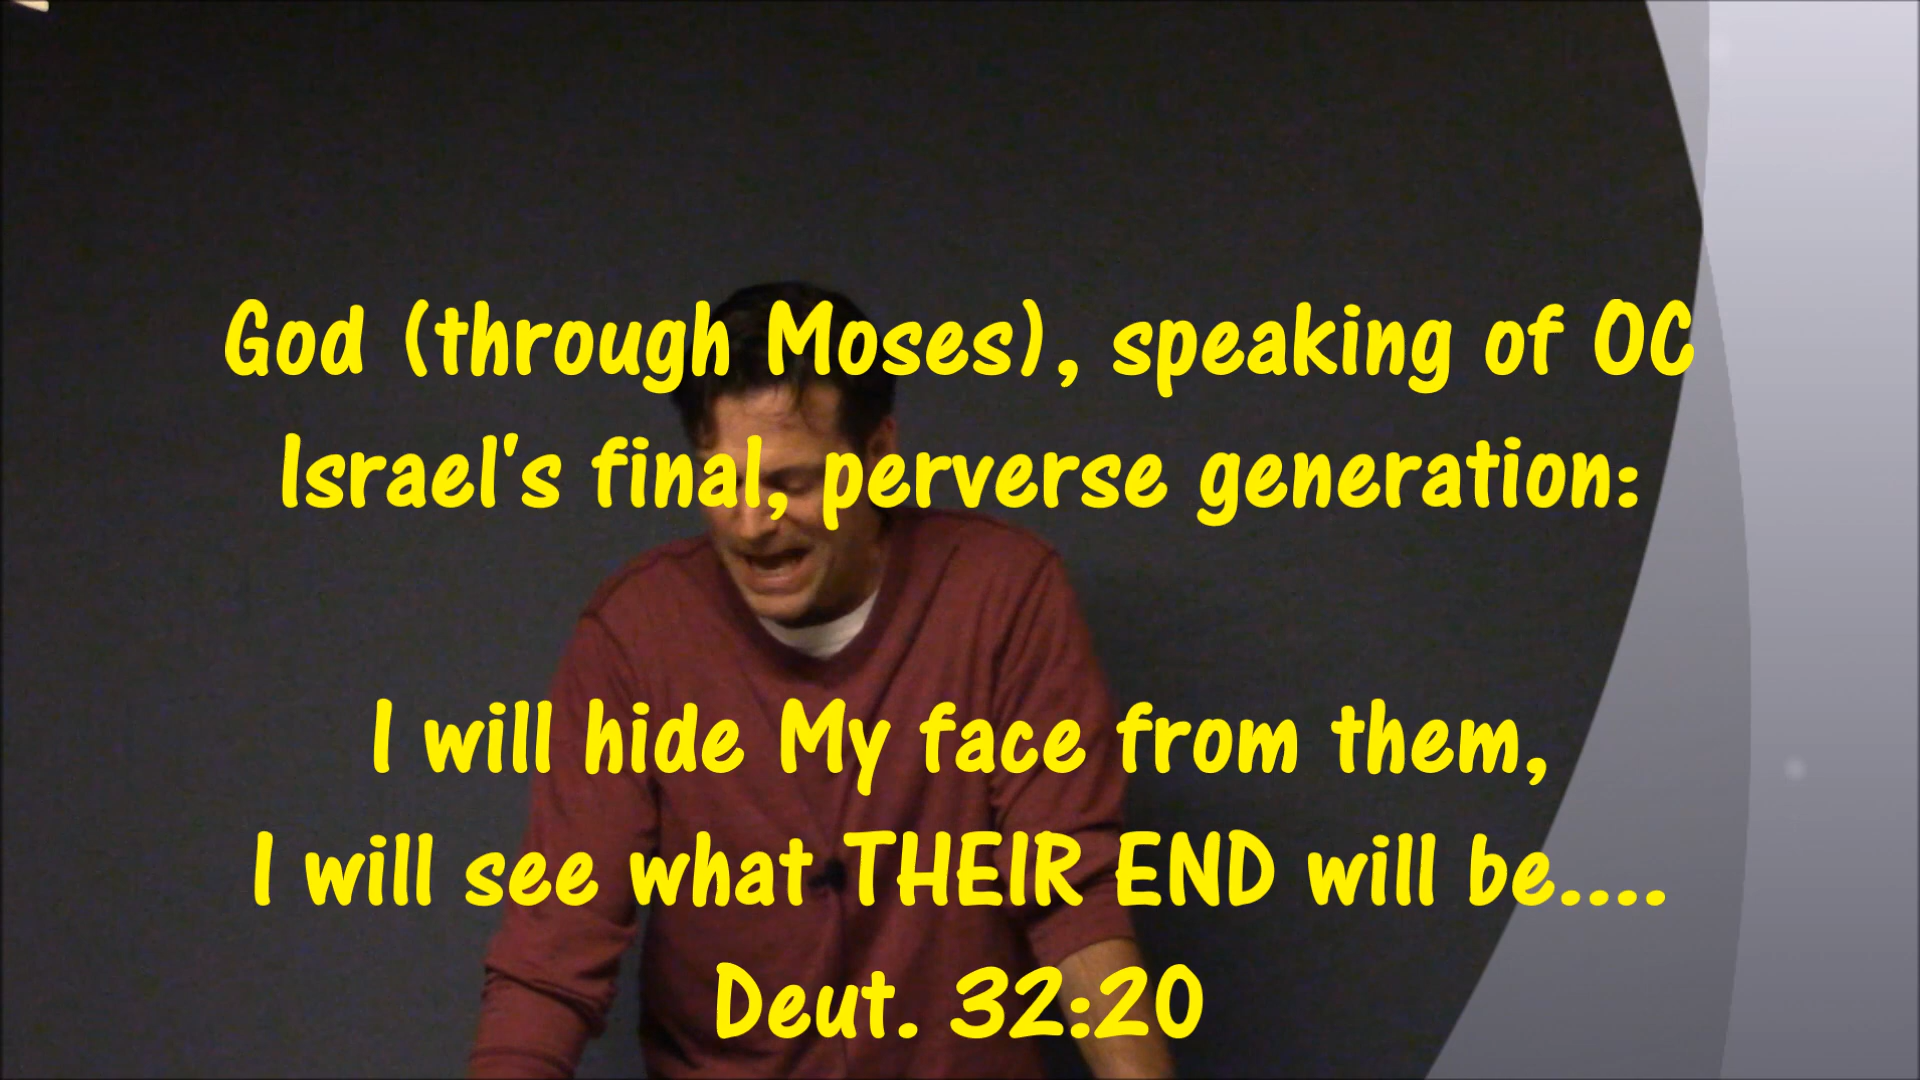 God (through Moses), speaking of OC
Israel's final, perverse generation:
I will hide My face from them,
I will see what THEIR END will be....
Deut. 32:20